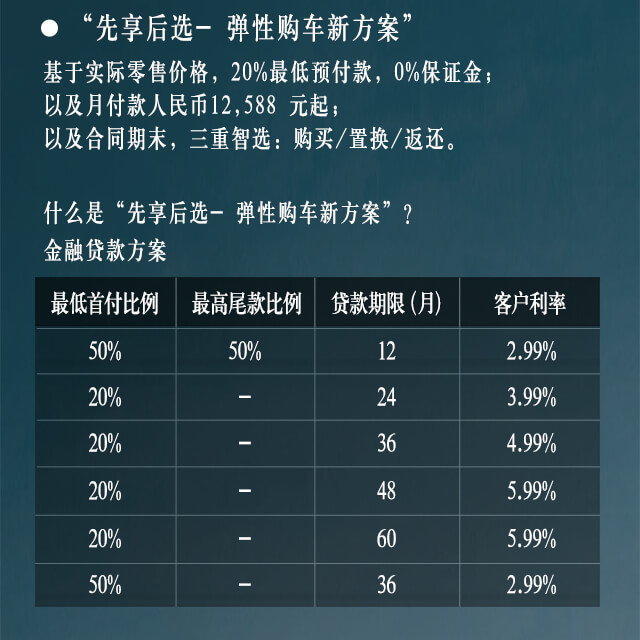 ● “先享后选- 弹性购车新方案”
基于实际零售价格，20%最低预付款，0%保证金；
以及月付款人民币12,588 元起；
以及合同期末，三重智选：购买/置换/返还。
什么是“先享后选- 弹性购车新方案”？
金融贷款方案
最低首付比例 最高尾款比例 贷款期限（月） 客户利率
50% 50% 12 2.99%
20% - 24 3.99%
20% - 36 4.99%
20% - 48 5.99%
20% - 60 5.99%
50% - 36 2.99%